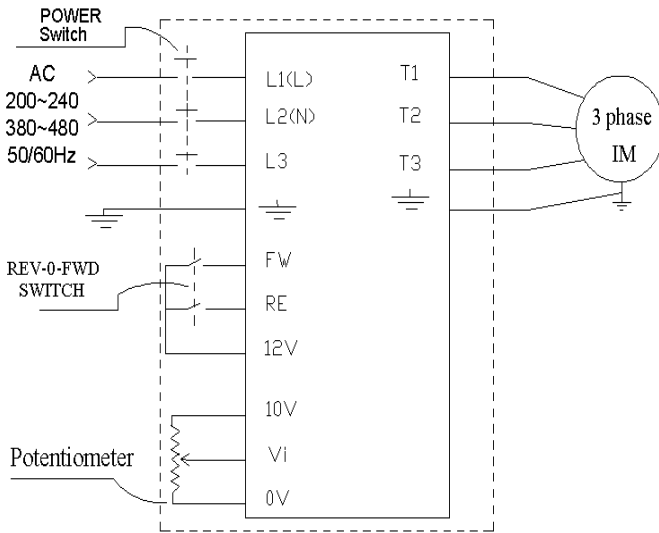 POWER
Switch
AC
200~240
380~480
50/60Hz
L1(L)
L2(N)
L3
T1
T2
T3
3 phase
IM
REV-0-FWD
SWITCH
FW
RE
12V
10V
Vi
0V
Potentiometer